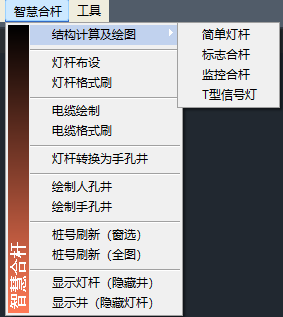 智慧合杆 工具
结构计算及绘图
简单灯杆
标志合杆
监控合杆
T型信号灯
灯杆布设
灯杆格式刷
电缆绘制
电缆格式刷
灯杆转换为手孔井
绘制人孔井
绘制手孔井
桩号刷新（窗选）
桩号刷新（全图）
显示灯杆（隐藏井）
显示井（隐藏灯杆）
智慧合杆